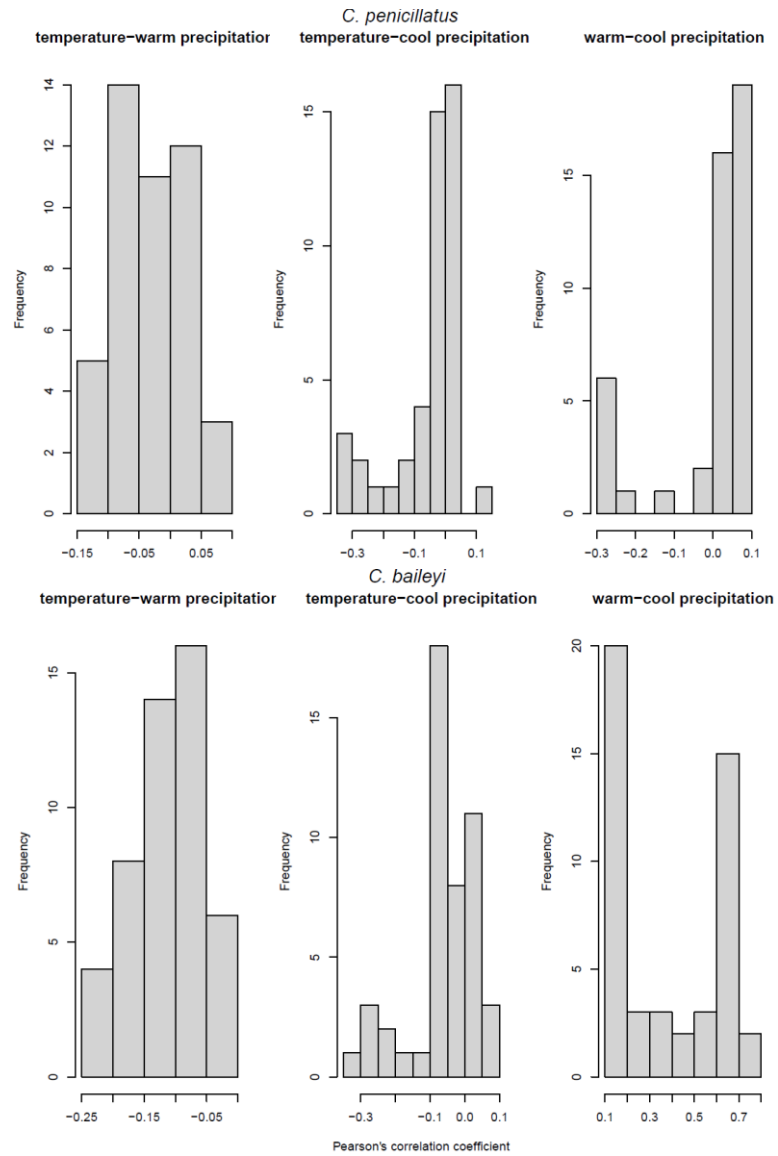 C. penicillatus
temperature−warm precipitation temperature−cool precipitation warm−cool precipitation
Frequency
0 2 4 6 8 10 12 14
−0.15 −0.05 0.05
Frequency
0 5 10 15
−0.3 −0.1 0.1
Frequency
0 5 10 15
−0.3 −0.2 −0.1 0.0 0.1
C. baileyi
temperature−warm precipitation temperature−cool precipitation warm−cool precipitation
Frequency
0 5 10 15
−0.25 −0.15 −0.05
Frequency
0 5 10 15
−0.3 −0.1 0.0 0.1
Frequency
0 5 10 15 20
0.1 0.3 0.5 0.7
Pearson's correlation coefficient